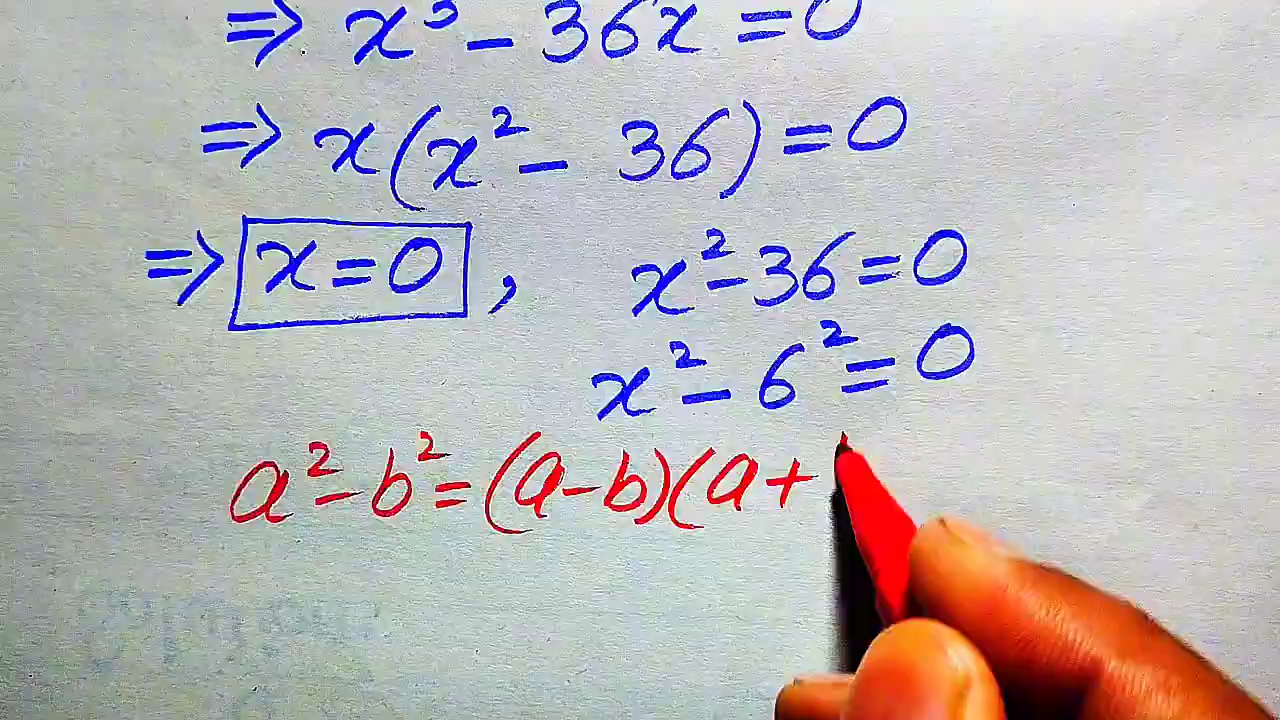 ⇒ x³ - 36x = 0
⇒ x(x² - 36) = 0
⇒ x = 0 , x² - 36 = 0
x² - 6² = 0
a² - b² = (a - b)(a +